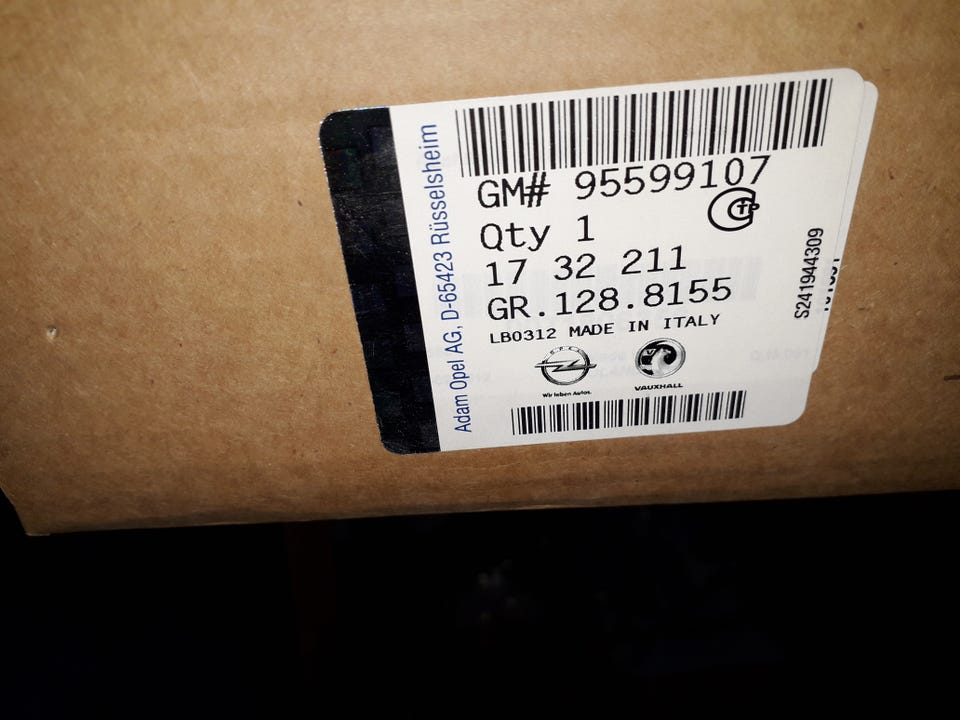 Adam Opel AG, D-65423 Rüsselsheim
GM# 95599107
Qty 1
17 32 211
GR.128.8155
LB0312 MADE IN ITALY
OPEL
Wir leben Autos.
VAUXHALL
S241944309